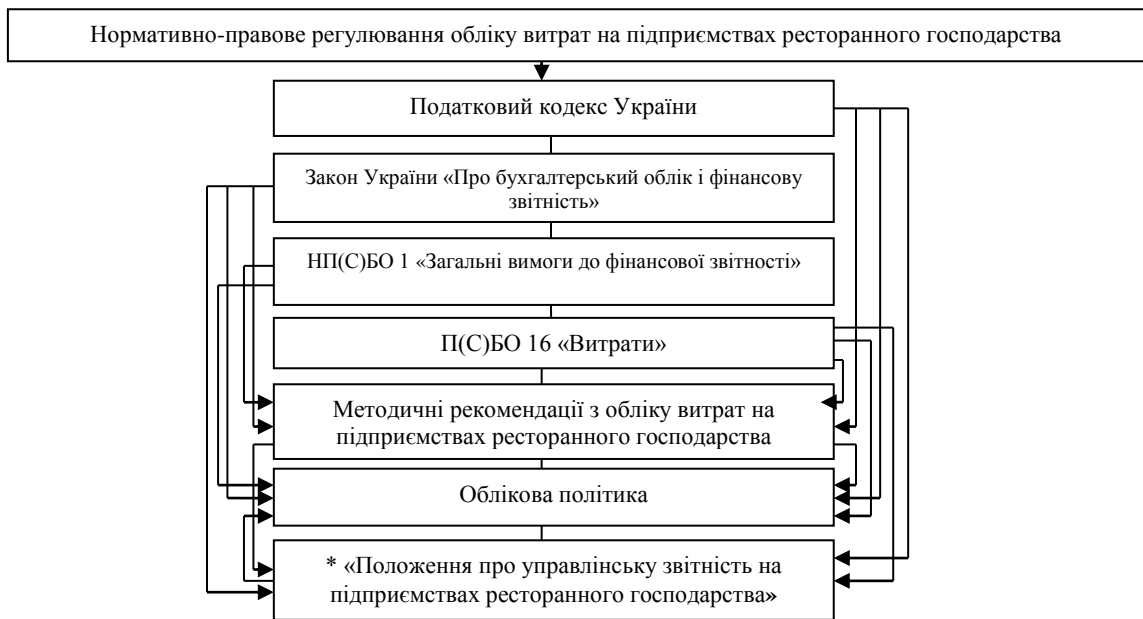 Нормативно-правове регулювання обліку витрат на підприємствах ресторанного господарства
Податковий кодекс України
Закон України «Про бухгалтерський облік і фінансову
звітність»
НП(С)БО 1 «Загальні вимоги до фінансової звітності»
П(С)БО 16 «Витрати»
Методичні рекомендації з обліку витрат на
підприємствах ресторанного господарства
Облікова політика
* «Положення про управлінську звітність на
підприємствах ресторанного господарства»